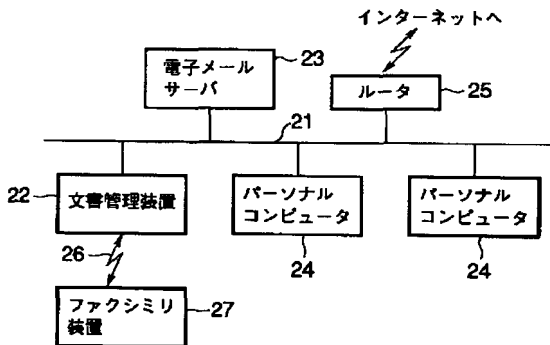 インターネットへ
電子メール
サーバ
23
ルータ
25
21
22
文書管理装置
パーソナル
コンピュータ
パーソナル
コンピュータ
24
24
26
ファクシミリ
装置
27